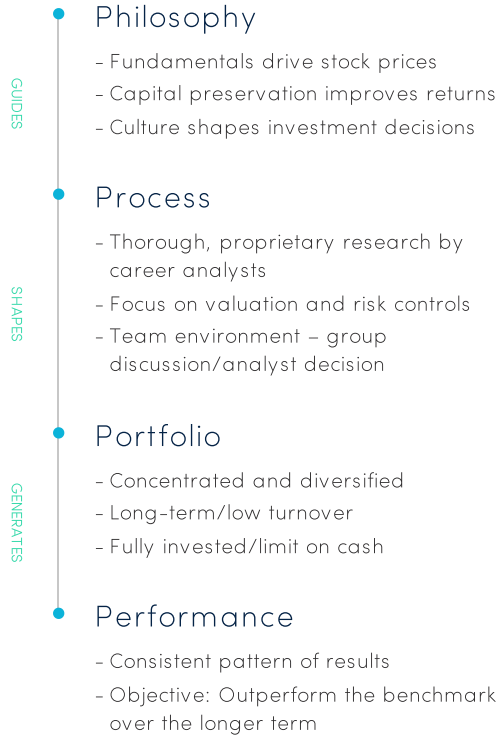 Philosophy
- Fundamentals drive stock prices
- Capital preservation improves returns
- Culture shapes investment decisions
GUIDES
Process
- Thorough, proprietary research by
career analysts
- Focus on valuation and risk controls
- Team environment – group
discussion/analyst decision
SHAPES
Portfolio
- Concentrated and diversified
- Long-term/low turnover
- Fully invested/limit on cash
GENERATES
Performance
- Consistent pattern of results
- Objective: Outperform the benchmark
over the longer term